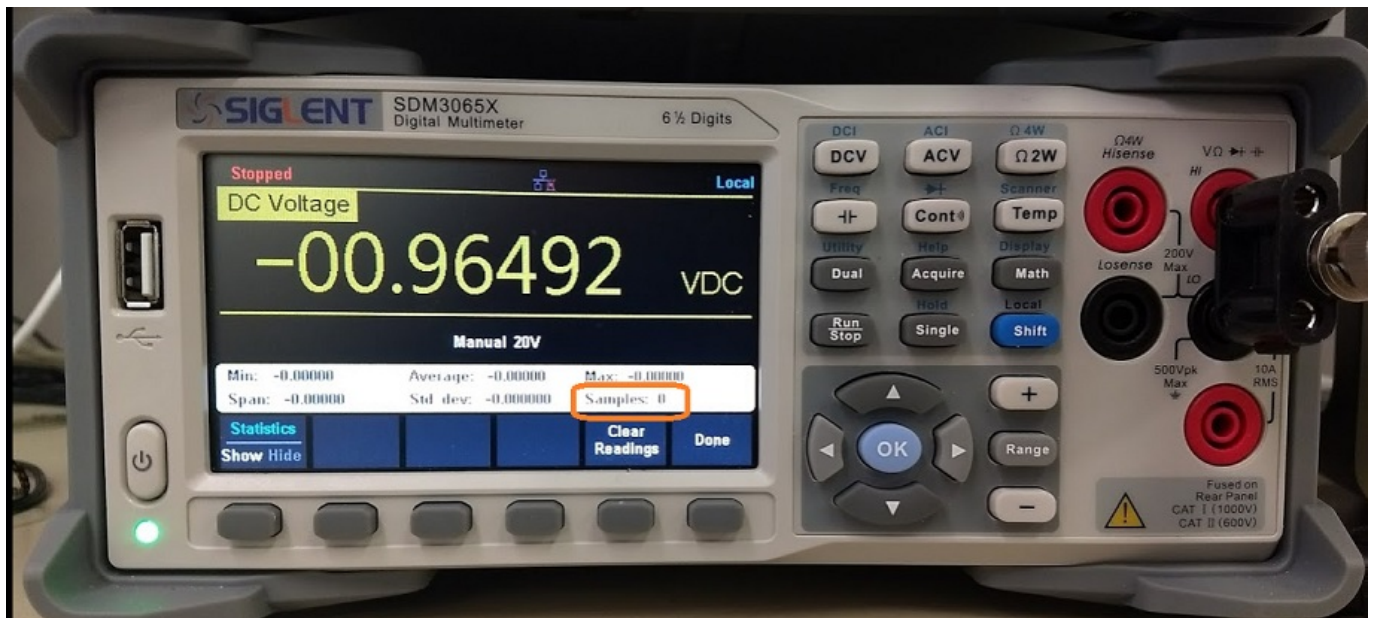 SIGLENT SDM3065X
Digital Multimeter
6½ Digits
Stopped
Local
DC Voltage
-00.96492 VDC
Manual 20V
Min: -0.00000 Average: -0.00000 Max: -0.00000
Span: -0.00000 Std dev: -0.000000 Samples: 0
Statistics
Show Hide
Clear
Readings
Done
DCI ACI Ω 4W
DCV ACV Ω 2W
Freq Scanner
Cont Temp
Utility Help Display
Dual Acquire Math
Hold Local
Run
Stop
Single Shift
OK
+
Range
−
Ω4W
Hisense
VΩ
HI
200V
Max
Losense
LO
500Vpk
Max
10A
RMS
Fused on
Rear Panel
CAT I (1000V)
CAT II (600V)